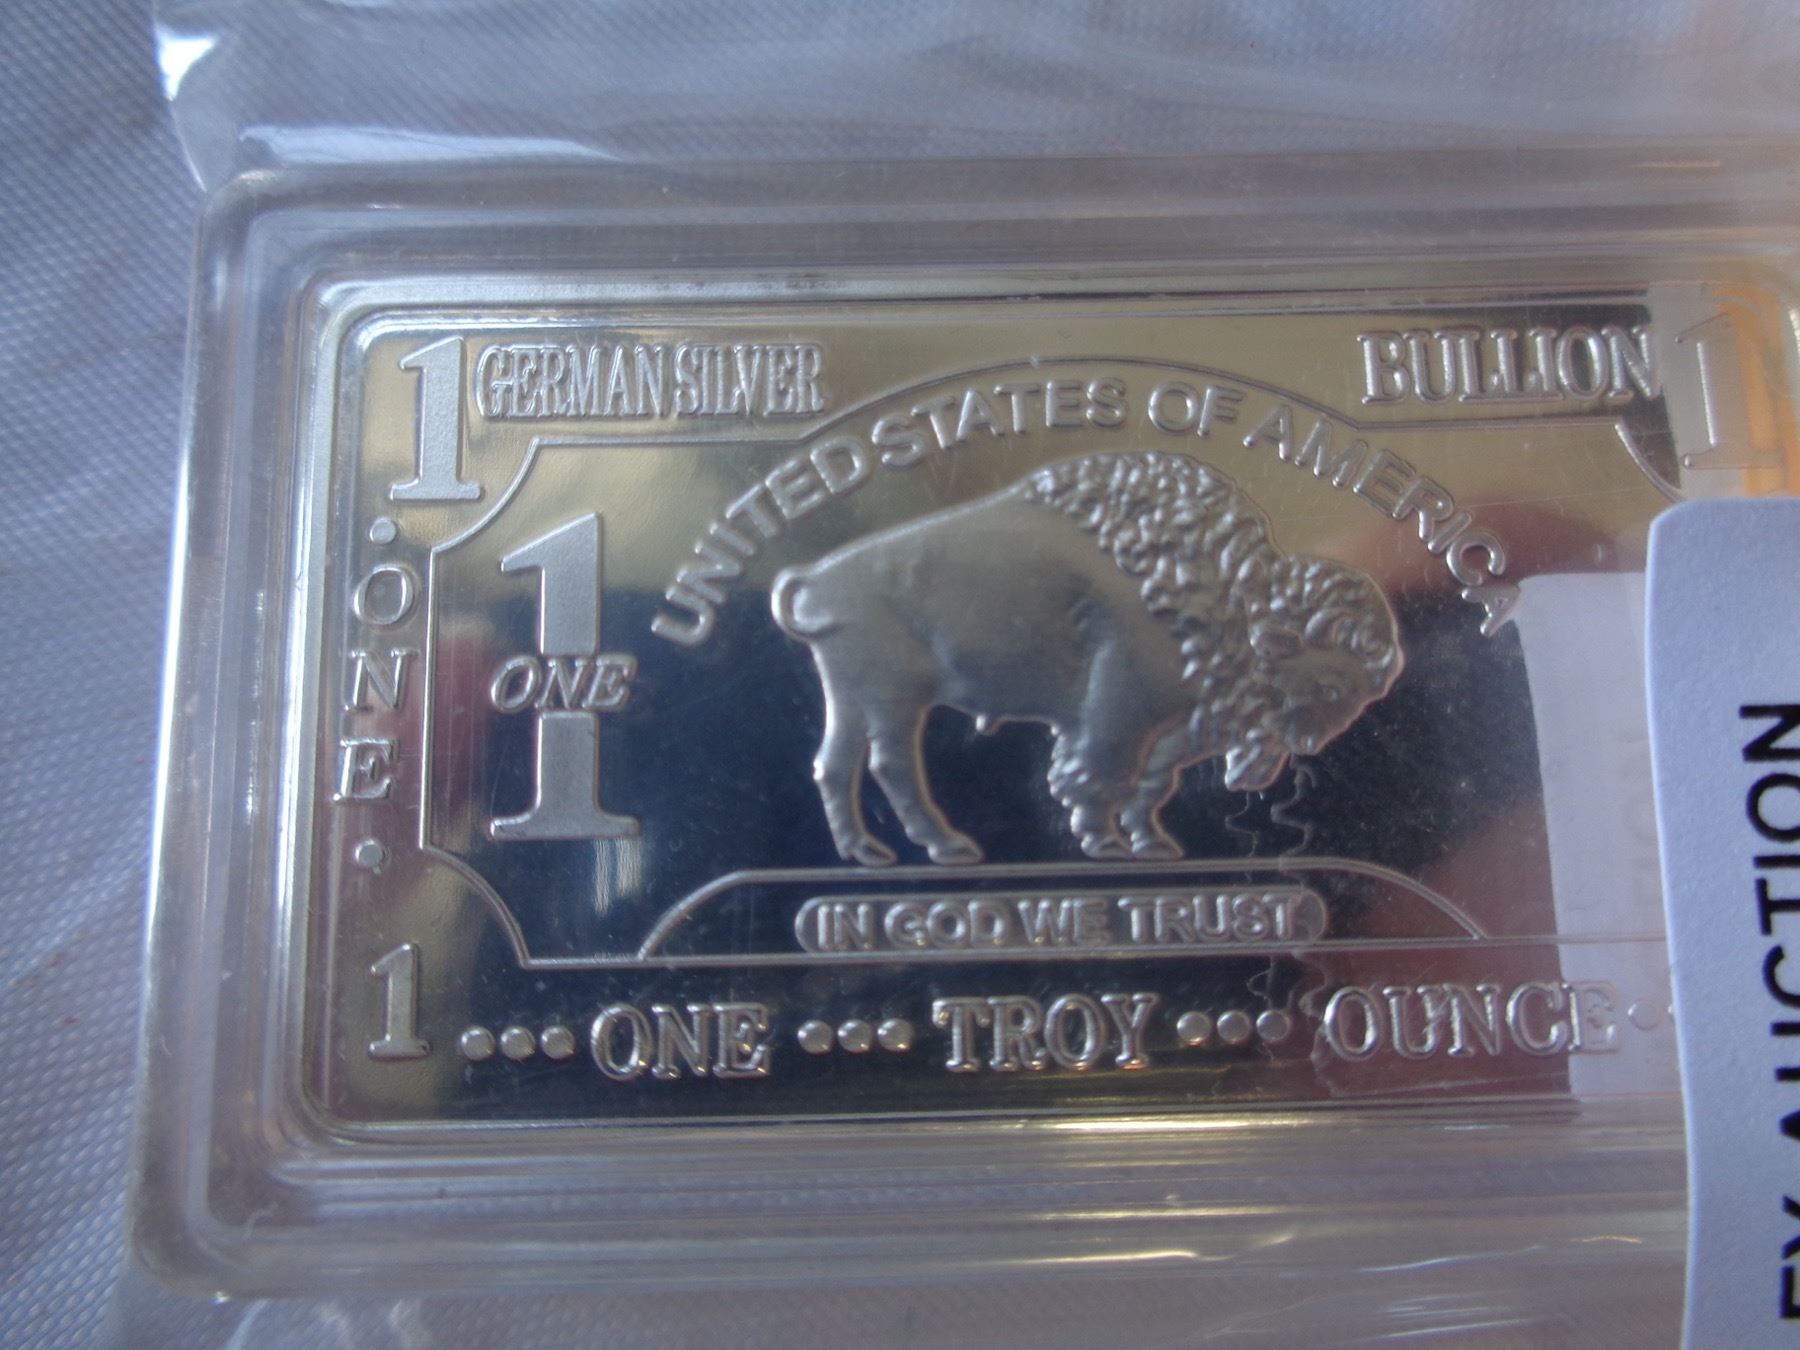 1 GERMAN SILVER BULLION 1
UNITED STATES OF AMERICA
· ONE ·
1
ONE
IN GOD WE TRUST
1 ••• ONE ••• TROY ••• OUNCE ·
AUCTION